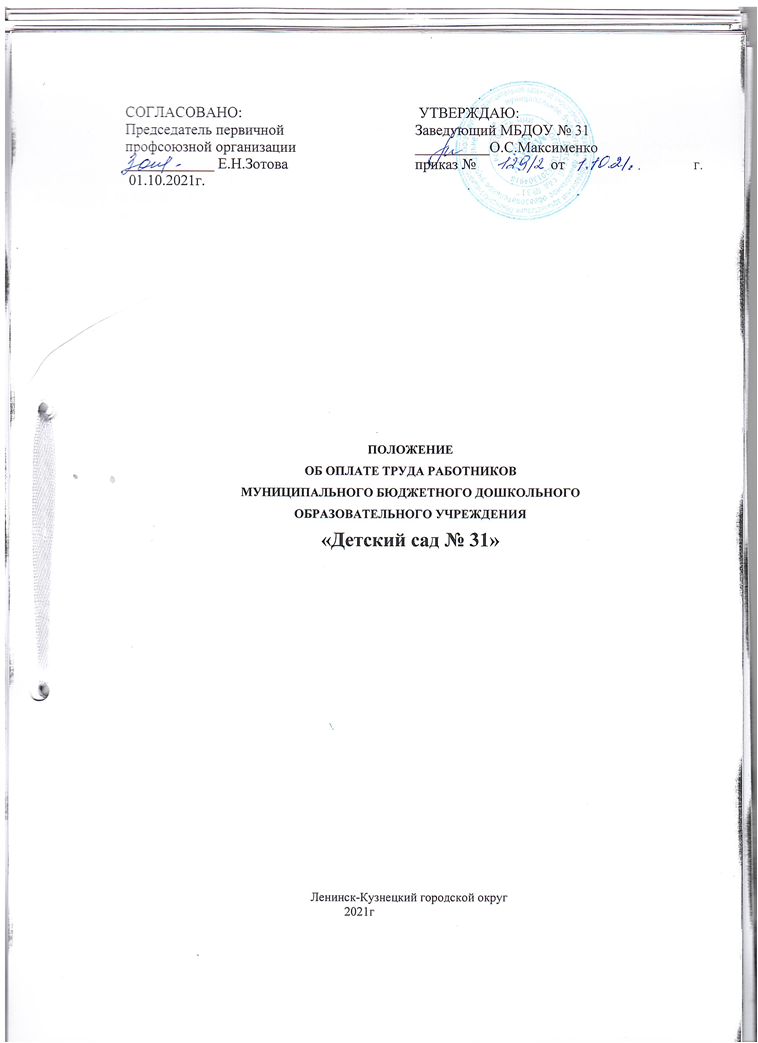 СОГЛАСОВАНО:
Председатель первичной
профсоюзной организации
Е.Н.Зотова
01.10.2021г.
УТВЕРЖДАЮ:
Заведующий МБДОУ № 31
О.С.Максименко
приказ № 129/2 от 1.10.21. г.
ПОЛОЖЕНИЕ
ОБ ОПЛАТЕ ТРУДА РАБОТНИКОВ
МУНИЦИПАЛЬНОГО БЮДЖЕТНОГО ДОШКОЛЬНОГО
ОБРАЗОВАТЕЛЬНОГО УЧРЕЖДЕНИЯ
«Детский сад № 31»
Ленинск-Кузнецкий городской округ
2021г